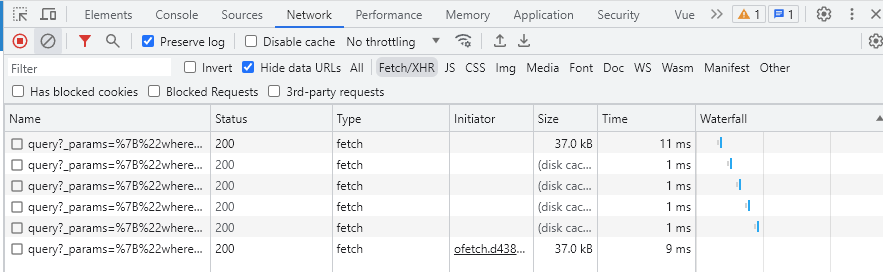 Elements Console Sources Network Performance Memory Application Security Vue 1 1
Preserve log Disable cache No throttling
Filter Invert Hide data URLs All Fetch/XHR JS CSS Img Media Font Doc WS Wasm Manifest Other
Has blocked cookies Blocked Requests 3rd-party requests
Name Status Type Initiator Size Time Waterfall
query?_params=%7B%22where... 200 fetch 37.0 kB 11 ms
query?_params=%7B%22where... 200 fetch (disk cac... 1 ms
query?_params=%7B%22where... 200 fetch (disk cac... 1 ms
query?_params=%7B%22where... 200 fetch (disk cac... 1 ms
query?_params=%7B%22where... 200 fetch (disk cac... 1 ms
query?_params=%7B%22where... 200 fetch ofetch.d438... 37.0 kB 9 ms